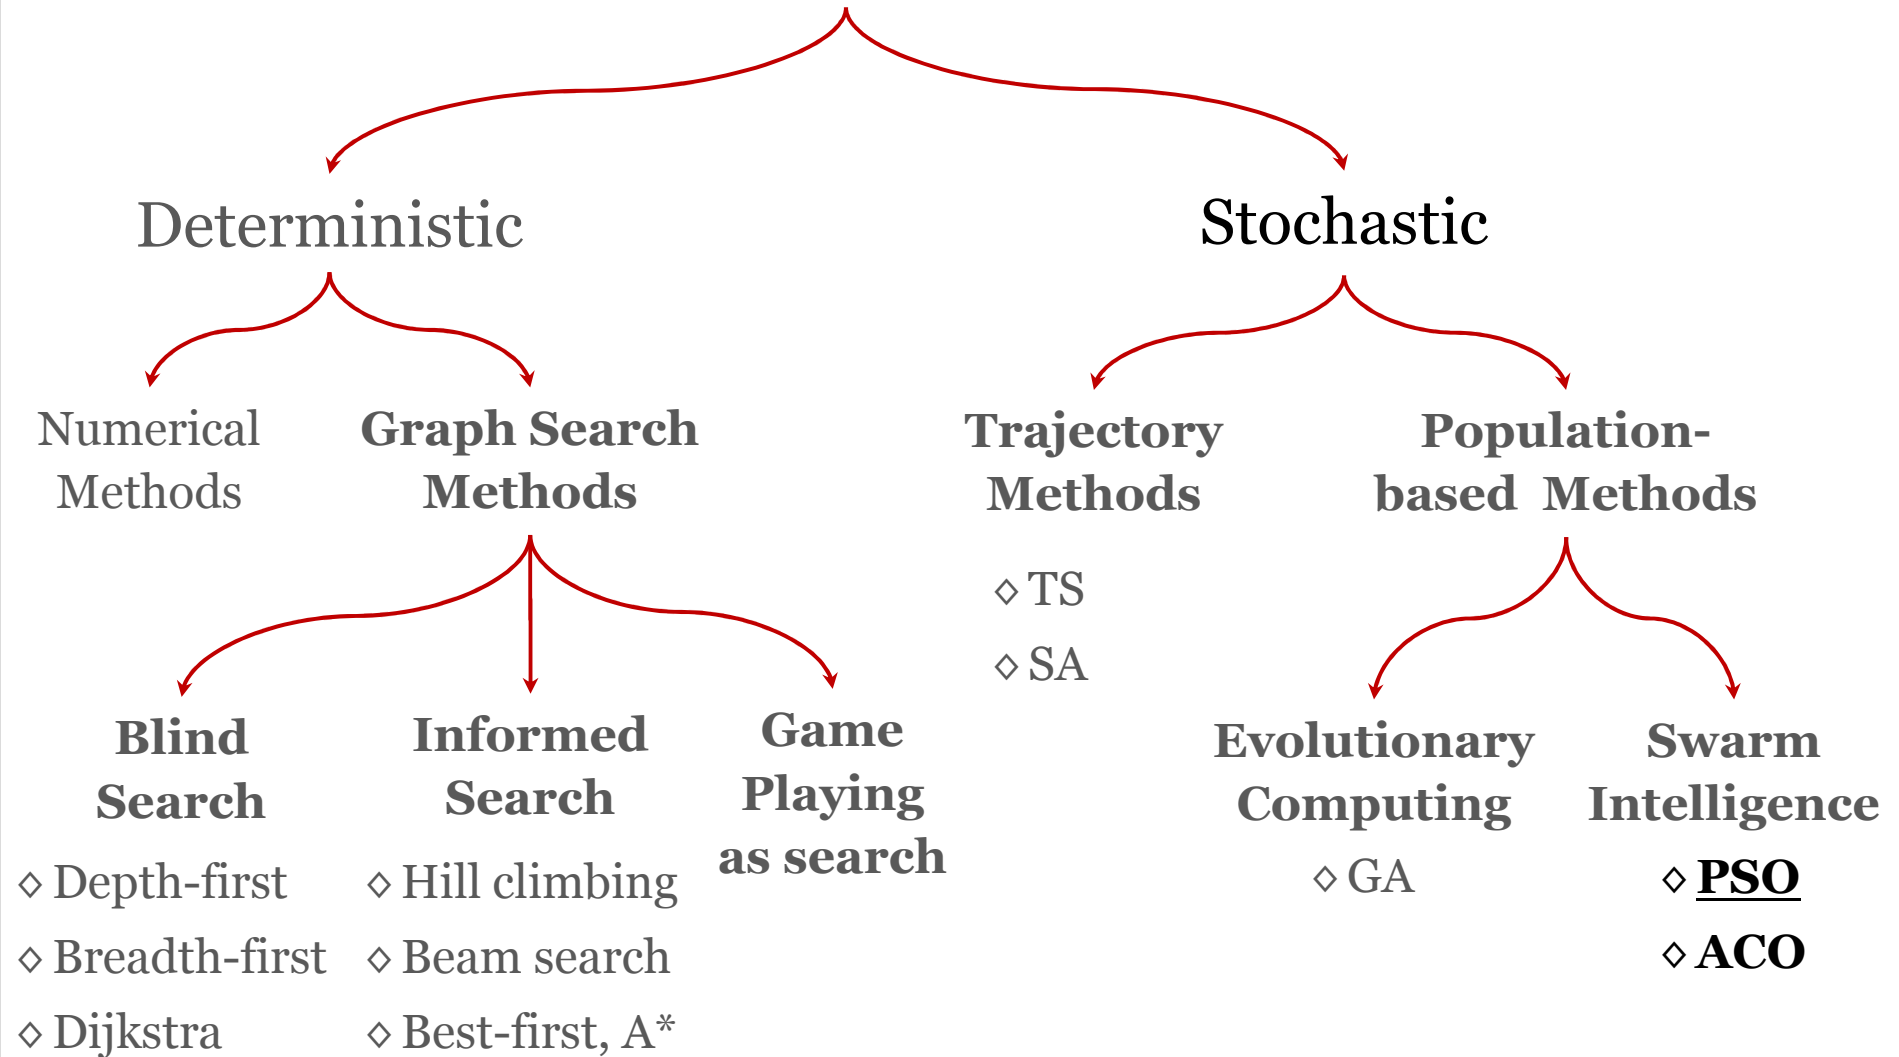 Deterministic
Stochastic
Numerical
Methods
Graph Search
Methods
Trajectory
Methods
◇ TS
◇ SA
Population-
based Methods
Blind
Search
◇ Depth-first
◇ Breadth-first
◇ Dijkstra
Informed
Search
◇ Hill climbing
◇ Beam search
◇ Best-first, A*
Game
Playing
as search
Evolutionary
Computing
◇ GA
Swarm
Intelligence
◇ PSO
◇ ACO